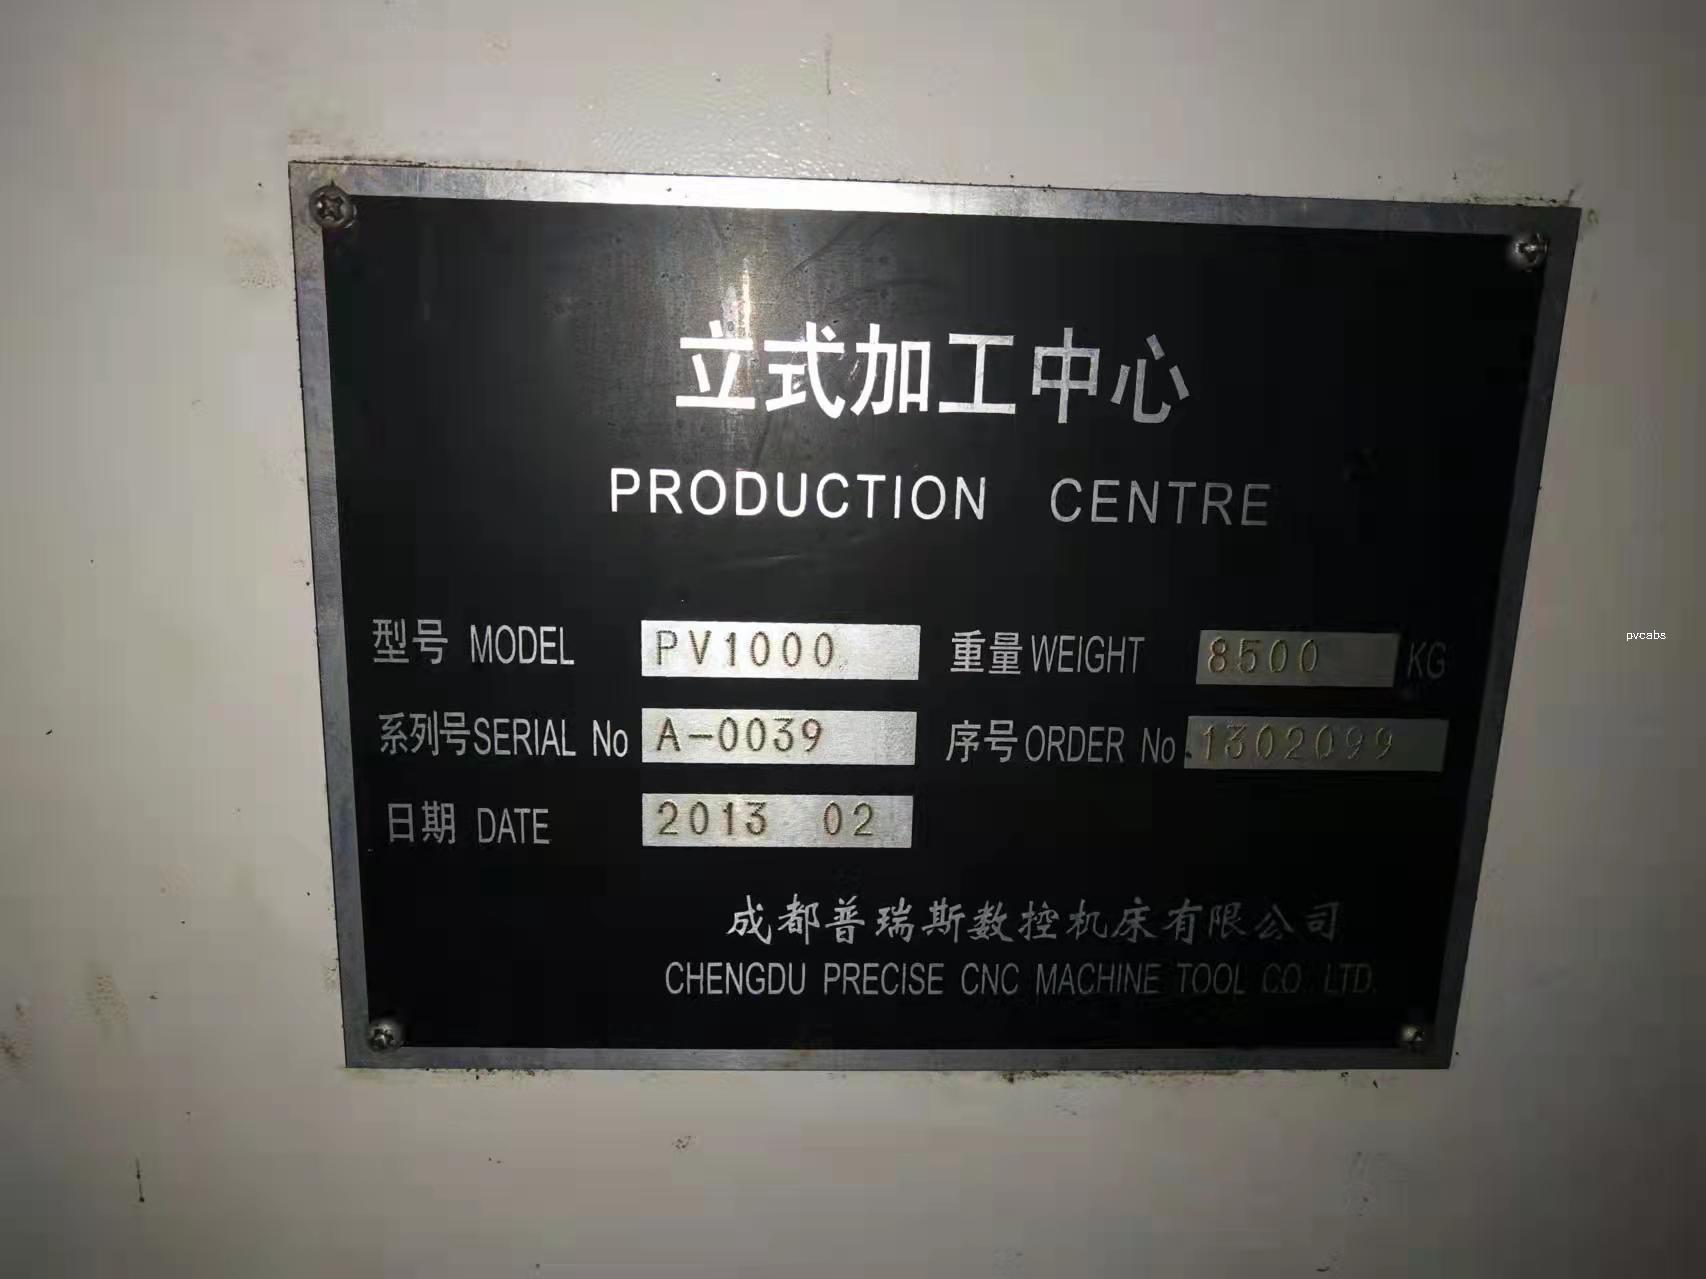 立式加工中心
PRODUCTION CENTRE
型号 MODEL PV1000 重量 WEIGHT 8500 KG
系列号 SERIAL No A-0039 序号 ORDER No 1302099
日期 DATE 2013 02
成都普瑞斯数控机床有限公司
CHENGDU PRECISE CNC MACHINE TOOL CO. LTD.
pvcabs